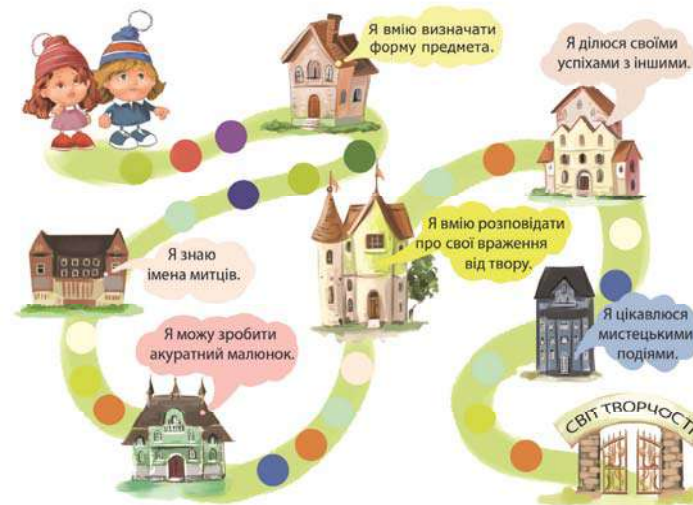 Я вмію визначати
форму предмета.
Я ділюся своїми
успіхами з іншими.
Я знаю
імена митців.
Я вмію розповідати
про свої враження
від твору.
Я можу зробити
акуратний малюнок.
Я цікавлюся
мистецькими
подіями.
СВІТ ТВОРЧОСТІ